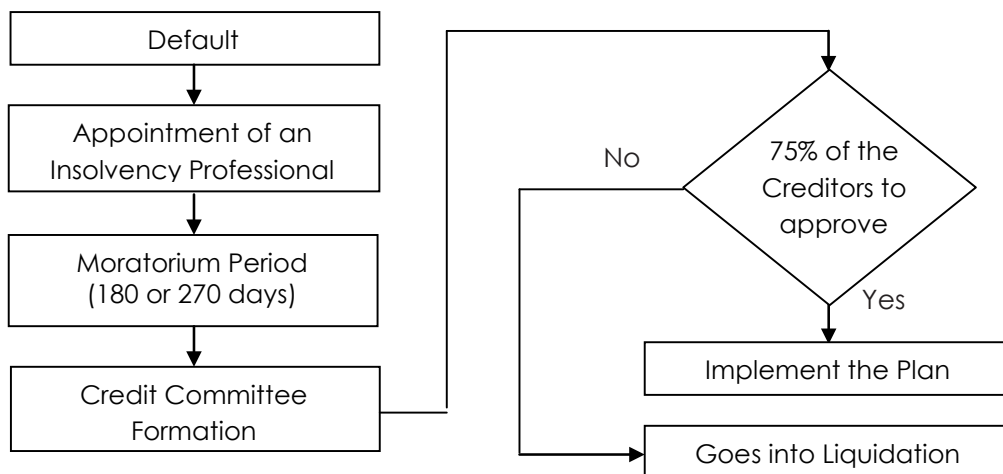 Default
Appointment of an
Insolvency Professional
Moratorium Period
(180 or 270 days)
Credit Committee
Formation
75% of the
Creditors to
approve
No
Yes
Implement the Plan
Goes into Liquidation